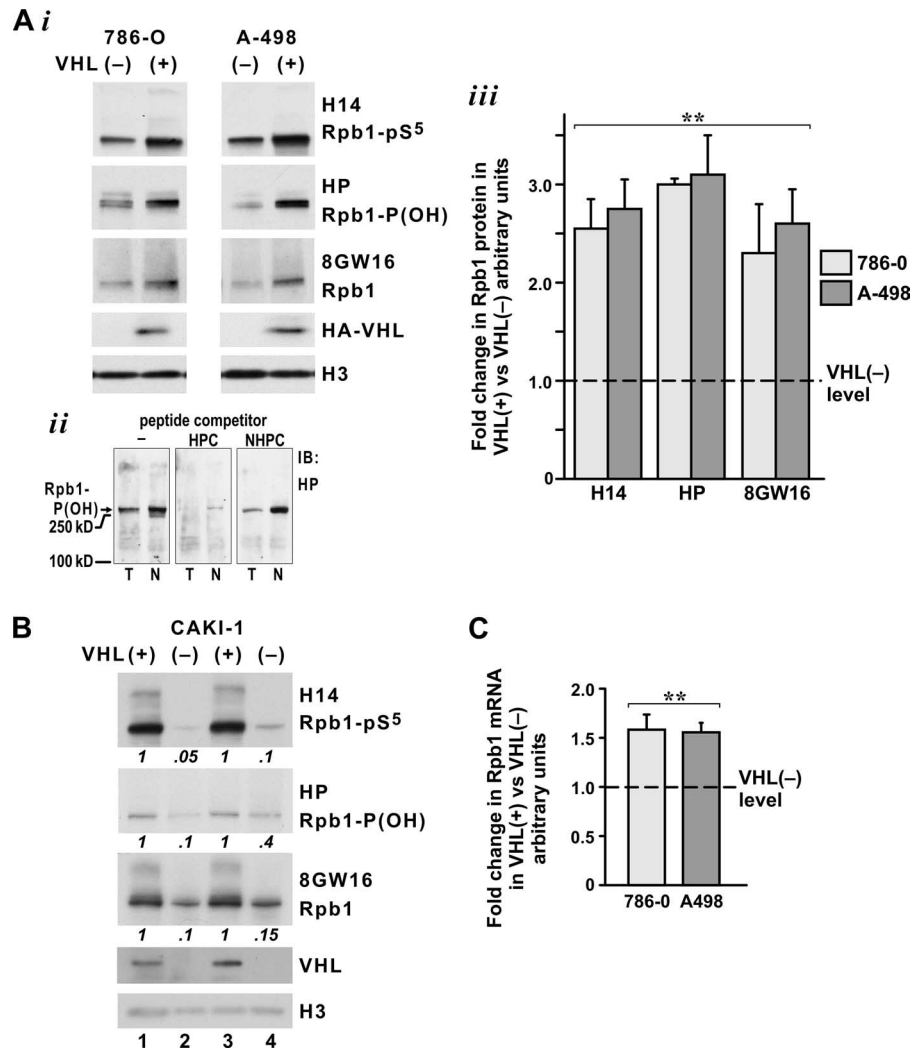 A i
786-O A-498
VHL (–) (+) (–) (+)
H14
Rpb1-pS5
HP
Rpb1-P(OH)
8GW16
Rpb1
HA-VHL
H3
ii
peptide competitor
– HPC NHPC
IB:
HP
Rpb1-
P(OH)
250 kD
100 kD
T N T N T N
iii
**
Fold change in Rpb1 protein in
VHL(+) vs VHL(–) arbitrary units
3.0
2.0
1.0
0
H14 HP 8GW16
786-0
A-498
VHL(–)
level
B
CAKI-1
VHL (+) (–) (+) (–)
H14
Rpb1-pS5
1 .05 1 .1
HP
Rpb1-P(OH)
1 .1 1 .4
8GW16
Rpb1
1 .1 1 .15
VHL
H3
1 2 3 4
C
Fold change in Rpb1 mRNA
in VHL(+) vs VHL(–)
arbitrary units
2.0
1.5
1.0
0.5
0
**
VHL(–)
level
786-0 A498